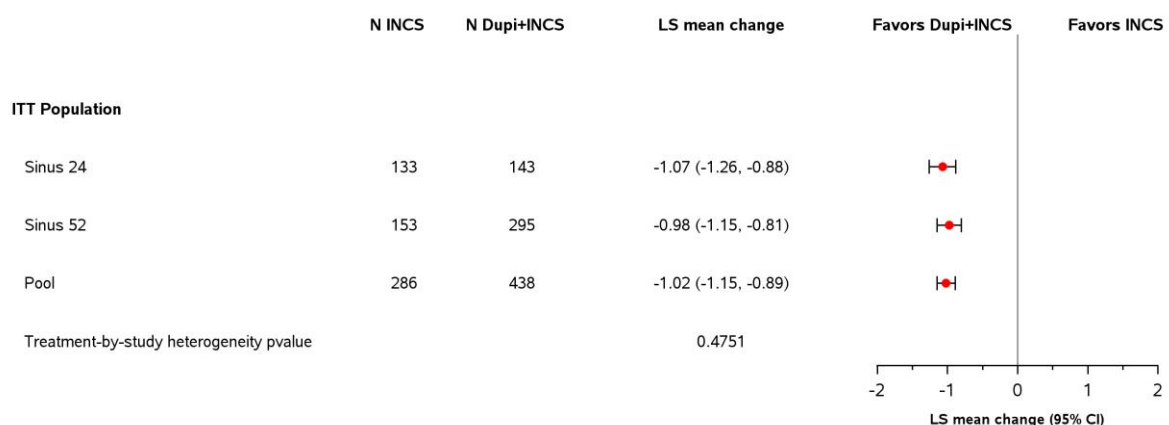 N INCS N Dupi+INCS LS mean change Favors Dupi+INCS Favors INCS
ITT Population
Sinus 24 133 143 -1.07 (-1.26, -0.88)
Sinus 52 153 295 -0.98 (-1.15, -0.81)
Pool 286 438 -1.02 (-1.15, -0.89)
Treatment-by-study heterogeneity pvalue 0.4751
-2 -1 0 1 2
LS mean change (95% CI)